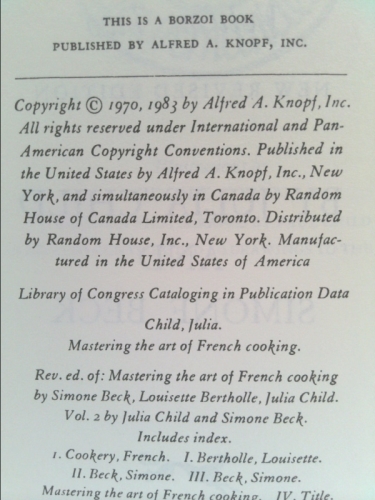 THIS IS A BORZOI BOOK
PUBLISHED BY ALFRED A. KNOPF, INC.
Copyright © 1970, 1983 by Alfred A. Knopf, Inc.
All rights reserved under International and Pan-
American Copyright Conventions. Published in
the United States by Alfred A. Knopf, Inc., New
York, and simultaneously in Canada by Random
House of Canada Limited, Toronto. Distributed
by Random House, Inc., New York. Manufac-
tured in the United States of America
Library of Congress Cataloging in Publication Data
Child, Julia.
Mastering the art of French cooking.
Rev. ed. of: Mastering the art of French cooking
by Simone Beck, Louisette Bertholle, Julia Child.
Vol. 2 by Julia Child and Simone Beck.
Includes index.
1. Cookery, French. I. Bertholle, Louisette.
II. Beck, Simone. III. Beck, Simone.
Mastering the art of French cooking. IV. Title.